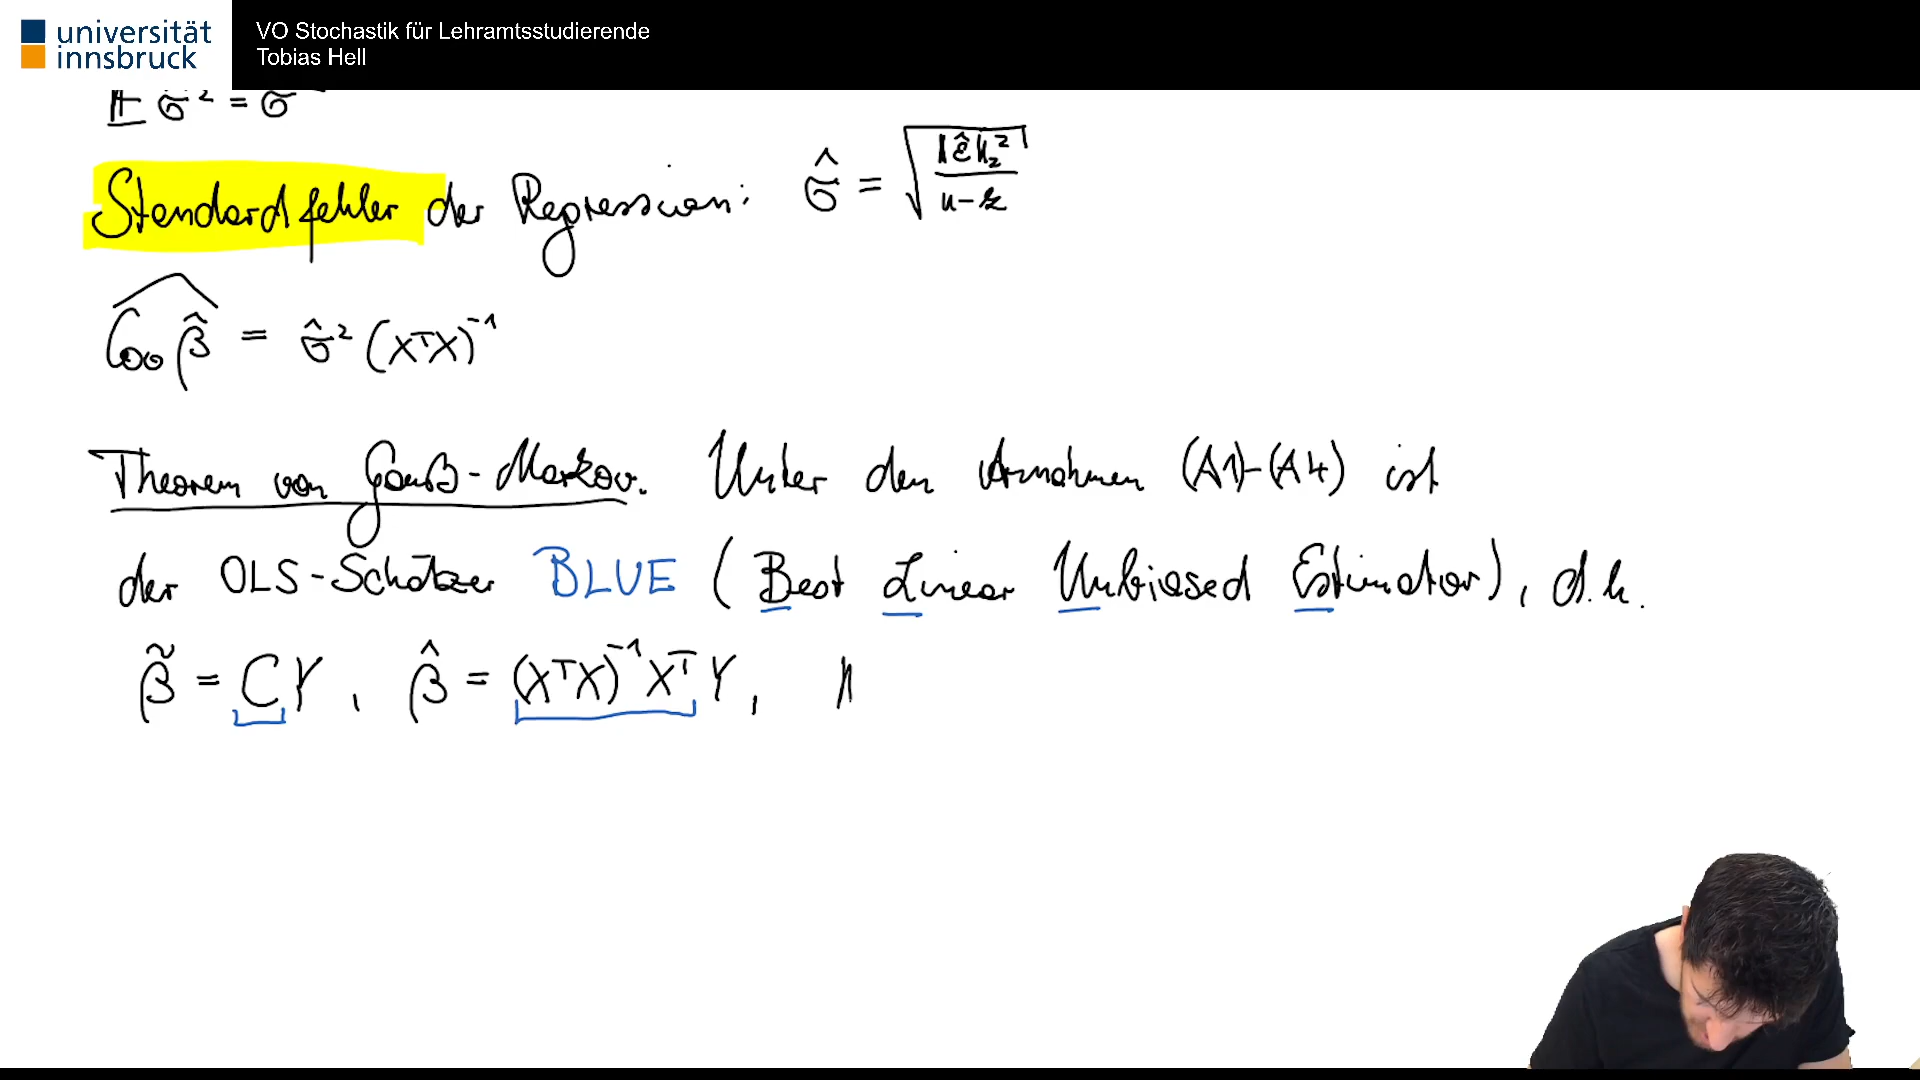 universität
innsbruck
VO Stochastik für Lehramtsstudierende
Tobias Hell
𝔼 σ̂² = σ²
Standardfehler der Regression: σ̂ = √(‖ε̂‖₂² / (n-k))
Cov β̂ = σ̂² (XᵀX)⁻¹
Theorem von Gauß-Markov. Unter den Annahmen (A1)-(A4) ist
der OLS-Schätzer BLUE (Best Linear Unbiased Estimator), d.h.
β̃ = CY, β̂ = (XᵀX)⁻¹XᵀY,